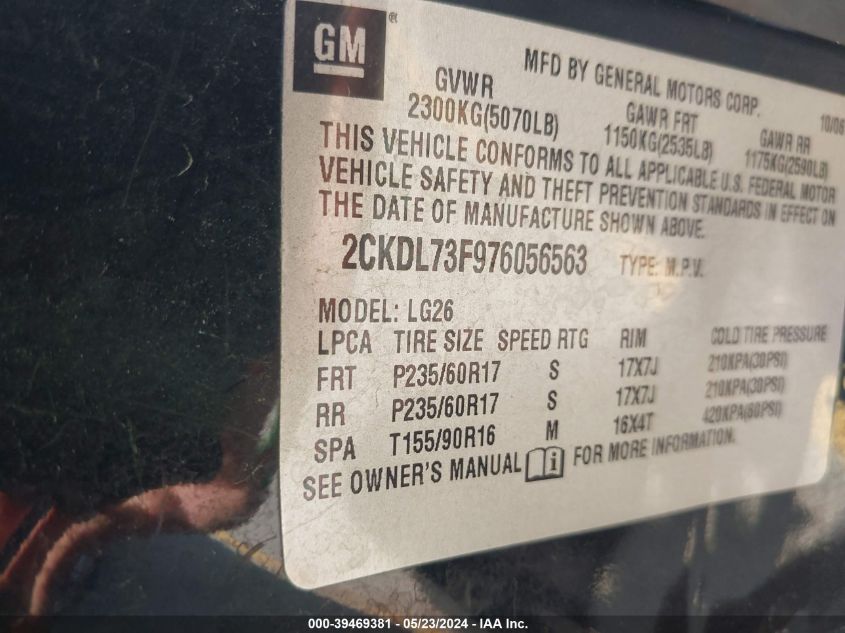 GM®
MFD BY GENERAL MOTORS CORP.
10/06
GVWR GAWR FRT GAWR RR
2300KG(5070LB) 1150KG(2535LB) 1175KG(2590LB)
THIS VEHICLE CONFORMS TO ALL APPLICABLE U.S. FEDERAL MOTOR
VEHICLE SAFETY AND THEFT PREVENTION STANDARDS IN EFFECT ON
THE DATE OF MANUFACTURE SHOWN ABOVE.
2CKDL73F976056563 TYPE: M.P.V.
MODEL: LG26
LPCA TIRE SIZE SPEED RTG RIM COLD TIRE PRESSURE
FRT P235/60R17 S 17X7J 210KPA(30PSI)
RR P235/60R17 S 17X7J 210KPA(30PSI)
SPA T155/90R16 M 16X4T 420KPA(60PSI)
SEE OWNER'S MANUAL i FOR MORE INFORMATION.
000-39469381 - 05/23/2024 - IAA Inc.